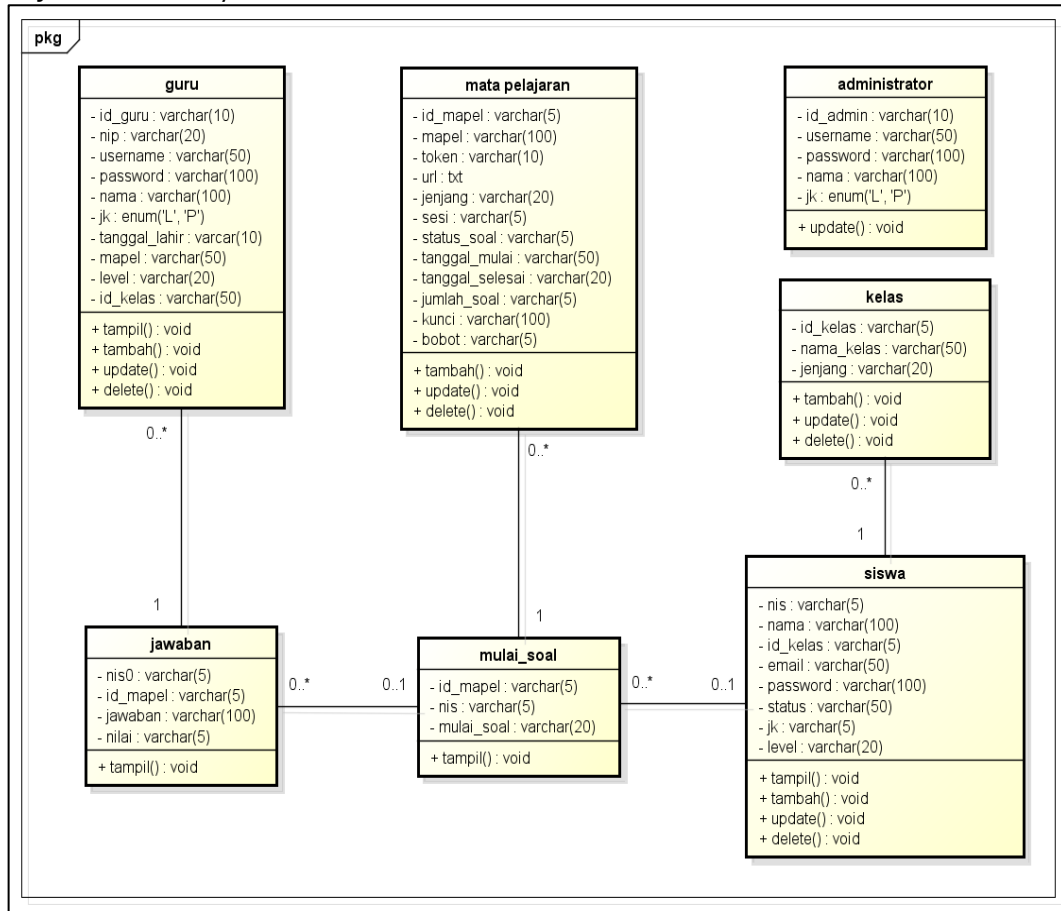 pkg
guru
- id_guru : varchar(10)
- nip : varchar(20)
- username : varchar(50)
- password : varchar(100)
- nama : varchar(100)
- jk : enum('L', 'P')
- tanggal_lahir : varcar(10)
- mapel : varchar(50)
- level : varchar(20)
- id_kelas : varchar(50)
+ tampil() : void
+ tambah() : void
+ update() : void
+ delete() : void
mata pelajaran
- id_mapel : varchar(5)
- mapel : varchar(100)
- token : varchar(10)
- url : txt
- jenjang : varchar(20)
- sesi : varchar(5)
- status_soal : varchar(5)
- tanggal_mulai : varchar(50)
- tanggal_selesai : varchar(20)
- jumlah_soal : varchar(5)
- kunci : varchar(100)
- bobot : varchar(5)
+ tambah() : void
+ update() : void
+ delete() : void
administrator
- id_admin : varchar(10)
- username : varchar(50)
- password : varchar(100)
- nama : varchar(100)
- jk : enum('L', 'P')
+ update() : void
kelas
- id_kelas : varchar(5)
- nama_kelas : varchar(50)
- jenjang : varchar(20)
+ tambah() : void
+ update() : void
+ delete() : void
0..*
0..*
0..*
1
1
1
jawaban
- nis0 : varchar(5)
- id_mapel : varchar(5)
- jawaban : varchar(100)
- nilai : varchar(5)
+ tampil() : void
0..*
0..1
mulai_soal
- id_mapel : varchar(5)
- nis : varchar(5)
- mulai_soal : varchar(20)
+ tampil() : void
0..*
0..1
siswa
- nis : varchar(5)
- nama : varchar(100)
- id_kelas : varchar(5)
- email : varchar(50)
- password : varchar(100)
- status : varchar(50)
- jk : varchar(5)
- level : varchar(20)
+ tampil() : void
+ tambah() : void
+ update() : void
+ delete() : void